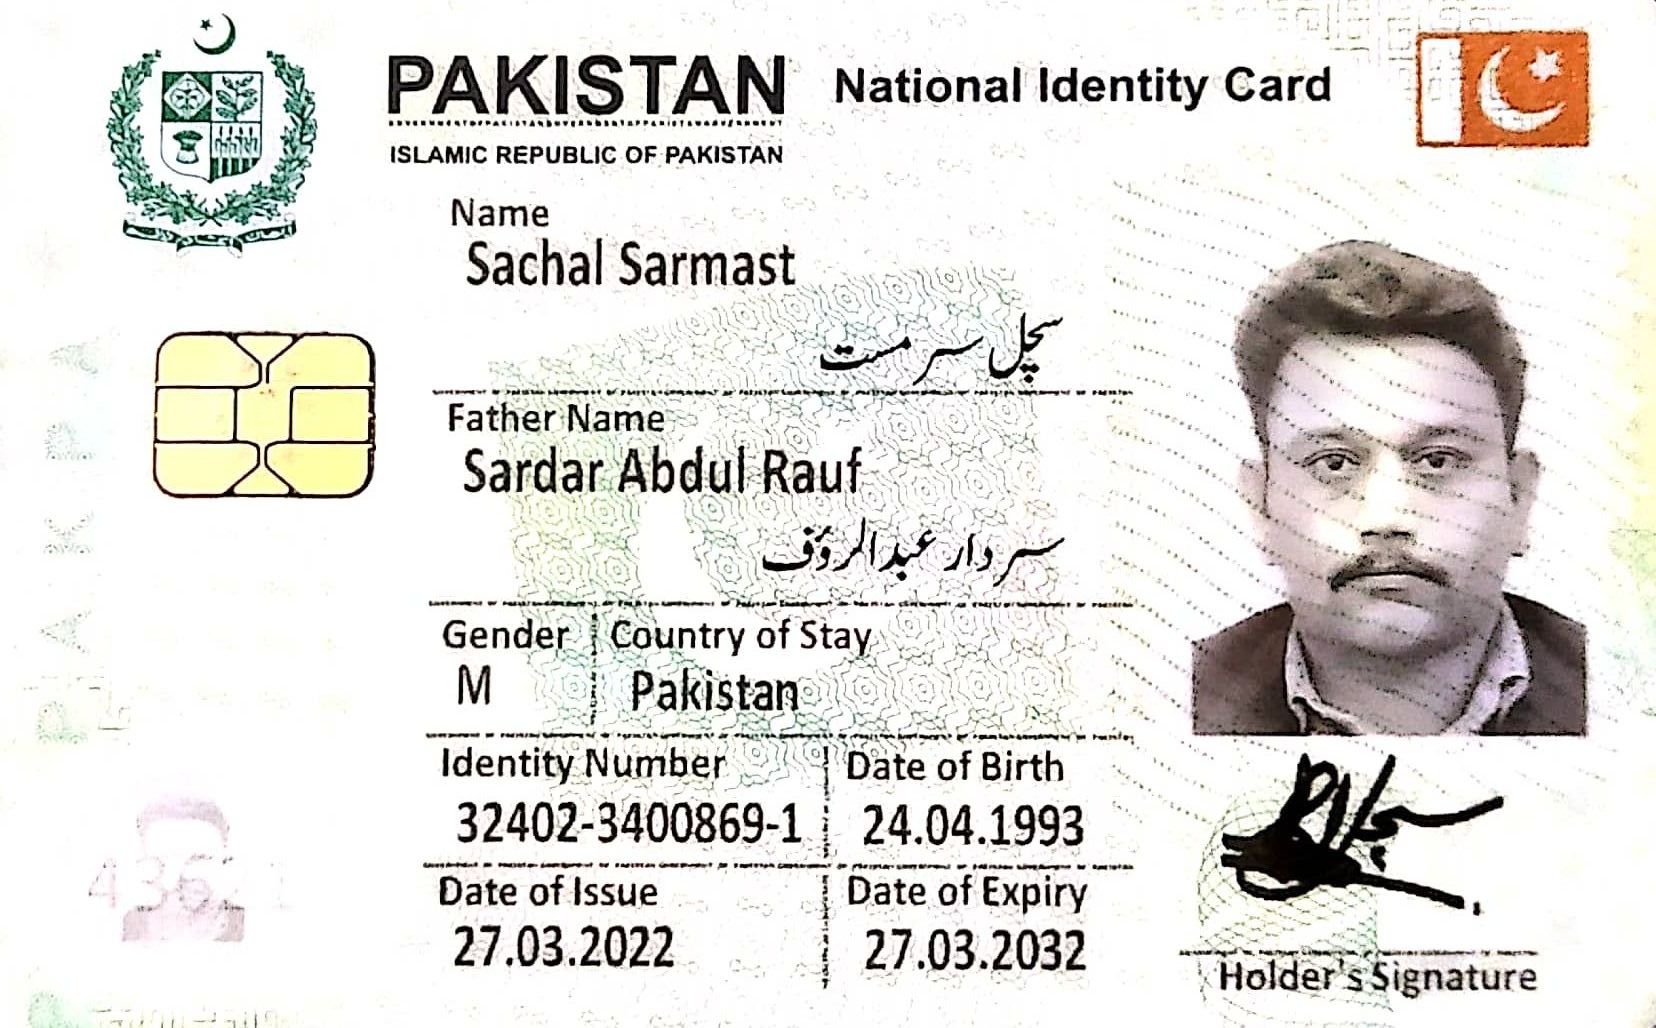 PAKISTAN National Identity Card
ISLAMIC REPUBLIC OF PAKISTAN
Name
Sachal Sarmast
سچل سرمست
Father Name
Sardar Abdul Rauf
سردار عبدالرؤف
Gender Country of Stay
M Pakistan
Identity Number Date of Birth
32402-3400869-1 24.04.1993
Date of Issue Date of Expiry
27.03.2022 27.03.2032
Holder's Signature